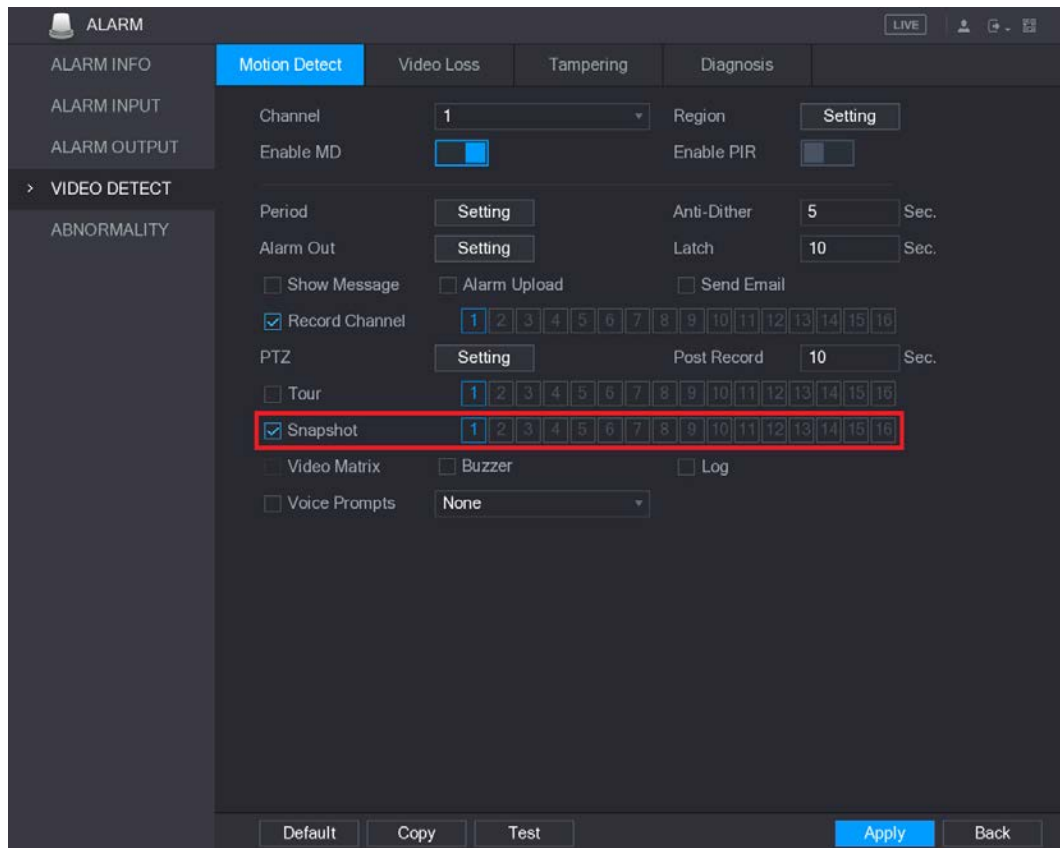 ALARM
LIVE
ALARM INFO
ALARM INPUT
ALARM OUTPUT
> VIDEO DETECT
ABNORMALITY
Motion Detect Video Loss Tampering Diagnosis
Channel 1 Region Setting
Enable MD Enable PIR
Period Setting Anti-Dither 5 Sec.
Alarm Out Setting Latch 10 Sec.
Show Message Alarm Upload Send Email
Record Channel 1 2 3 4 5 6 7 8 9 10 11 12 13 14 15 16
PTZ Setting Post Record 10 Sec.
Tour 1 2 3 4 5 6 7 8 9 10 11 12 13 14 15 16
Snapshot 1 2 3 4 5 6 7 8 9 10 11 12 13 14 15 16
Video Matrix Buzzer Log
Voice Prompts None
Default Copy Test Apply Back